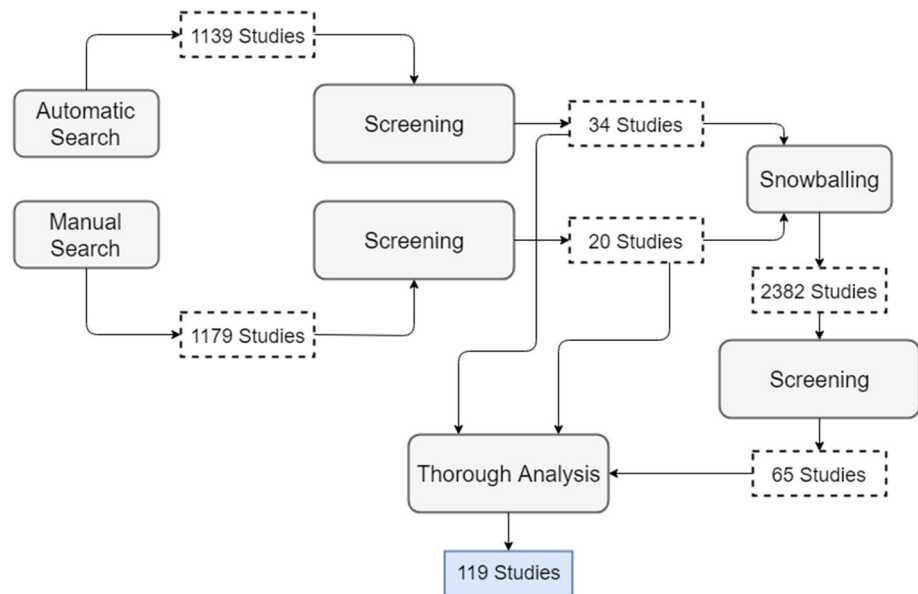 1139 Studies
Automatic
Search
Screening
34 Studies
Snowballing
Manual
Search
Screening
20 Studies
2382 Studies
1179 Studies
Screening
Thorough Analysis
65 Studies
119 Studies